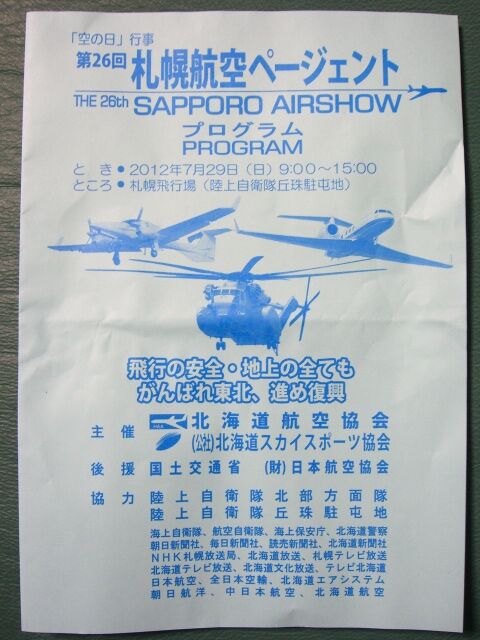 「空の日」行事
第26回 札幌航空ページェント
THE 26th SAPPORO AIRSHOW
プログラム
PROGRAM
とき●2012年7月29日(日)9:00〜15:00
ところ●札幌飛行場(陸上自衛隊丘珠駐屯地)
飛行の安全・地上の全ても
がんばれ東北、進め復興
主催 HAA 北海道航空協会
(公社)北海道スカイスポーツ協会
後援 国土交通省 (財)日本航空協会
協力 陸上自衛隊北部方面隊
陸上自衛隊丘珠駐屯地
海上自衛隊、航空自衛隊、海上保安庁、北海道警察
朝日新聞社、毎日新聞社、読売新聞社、北海道新聞社
NHK札幌放送局、北海道放送、札幌テレビ放送
北海道テレビ放送、北海道文化放送、テレビ北海道
日本航空、全日本空輸、北海道エアシステム
朝日航洋、中日本航空、北海道航空